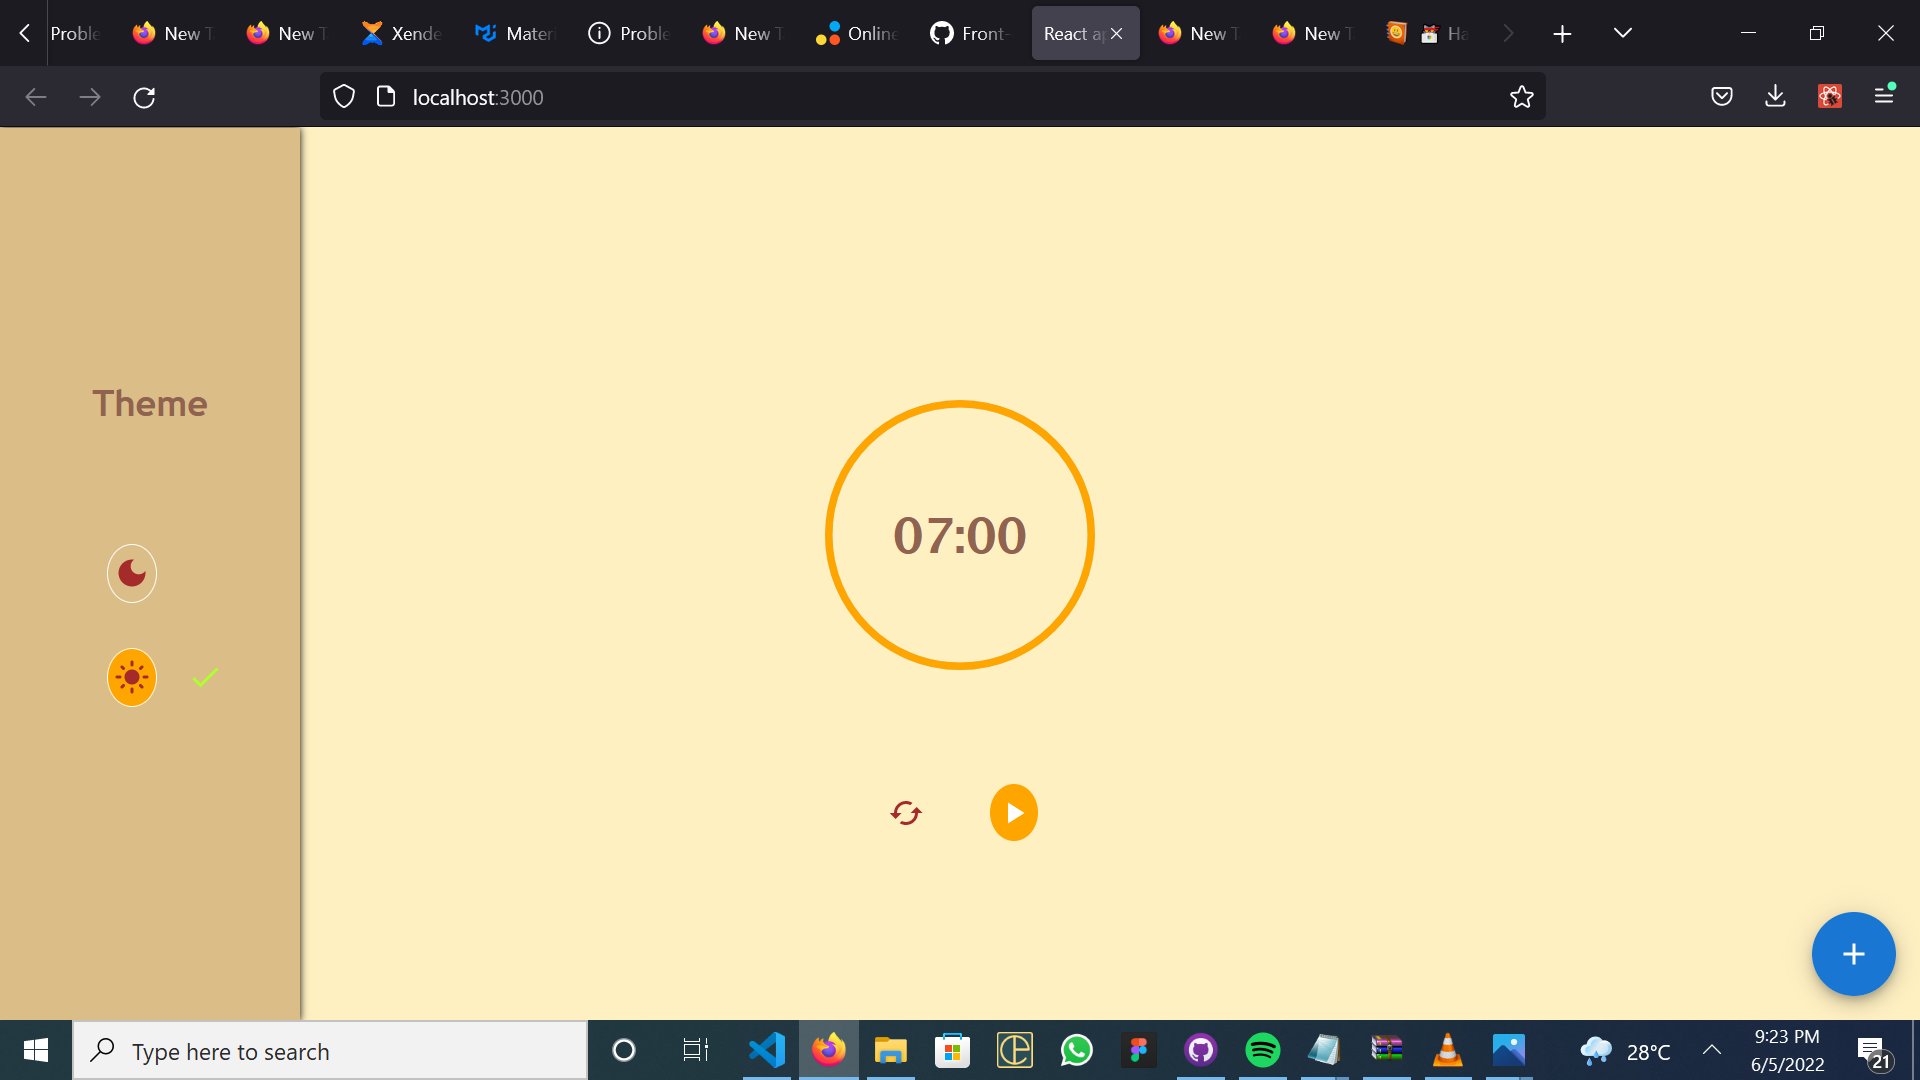 Proble
New T
New T
Xende
Materi
Proble
New T
Online
Front-
React ap
New T
New T
Ha
localhost:3000
Theme
07:00
Type here to search
28°C
9:23 PM
6/5/2022
21